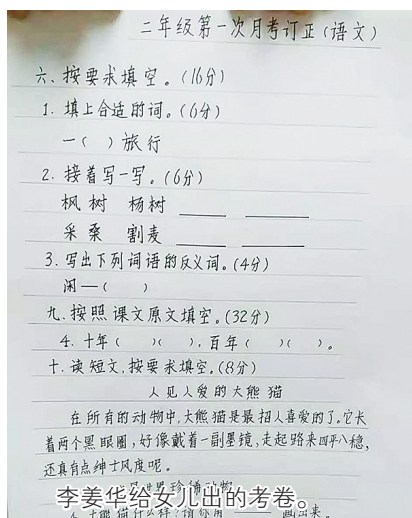 二年级第一次月考订正(语文)
六、按要求填空。(16分)
1. 填上合适的词。(6分)
一( )旅行
2. 接着写一写。(6分)
枫树 杨树 ____ ____
采桑 割麦 ____ ____
3. 写出下列词语的反义词。(4分)
闲—( )
九、按照课文原文填空。(32分)
4. 十年( )( ),百年( )( )。
十、读短文,按要求填空。(8分)
人见人爱的大熊猫
在所有的动物中,大熊猫是最招人喜爱的了。它长
着两个黑眼圈,好像戴着一副墨镜,走起路来四平八稳,
还真有点绅士风度呢。
李姜华给女儿出的考卷。